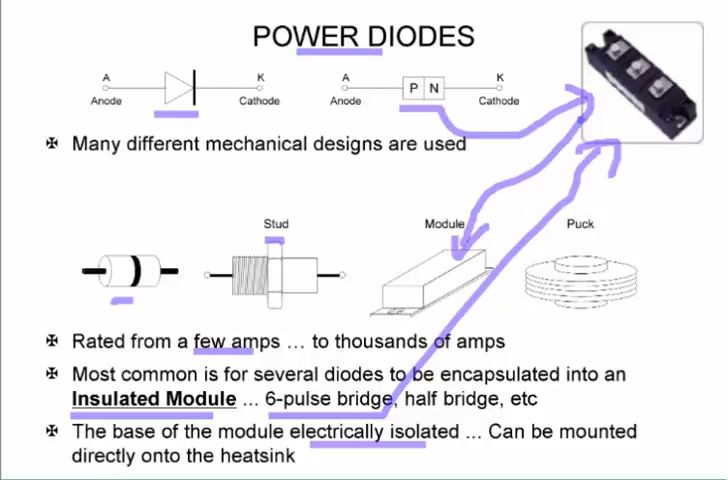 POWER DIODES
A K A K
P N
Anode Cathode Anode Cathode
Many different mechanical designs are used
Stud Module Puck
Rated from a few amps … to thousands of amps
Most common is for several diodes to be encapsulated into an
Insulated Module ... 6-pulse bridge, half bridge, etc
The base of the module electrically isolated ... Can be mounted
directly onto the heatsink